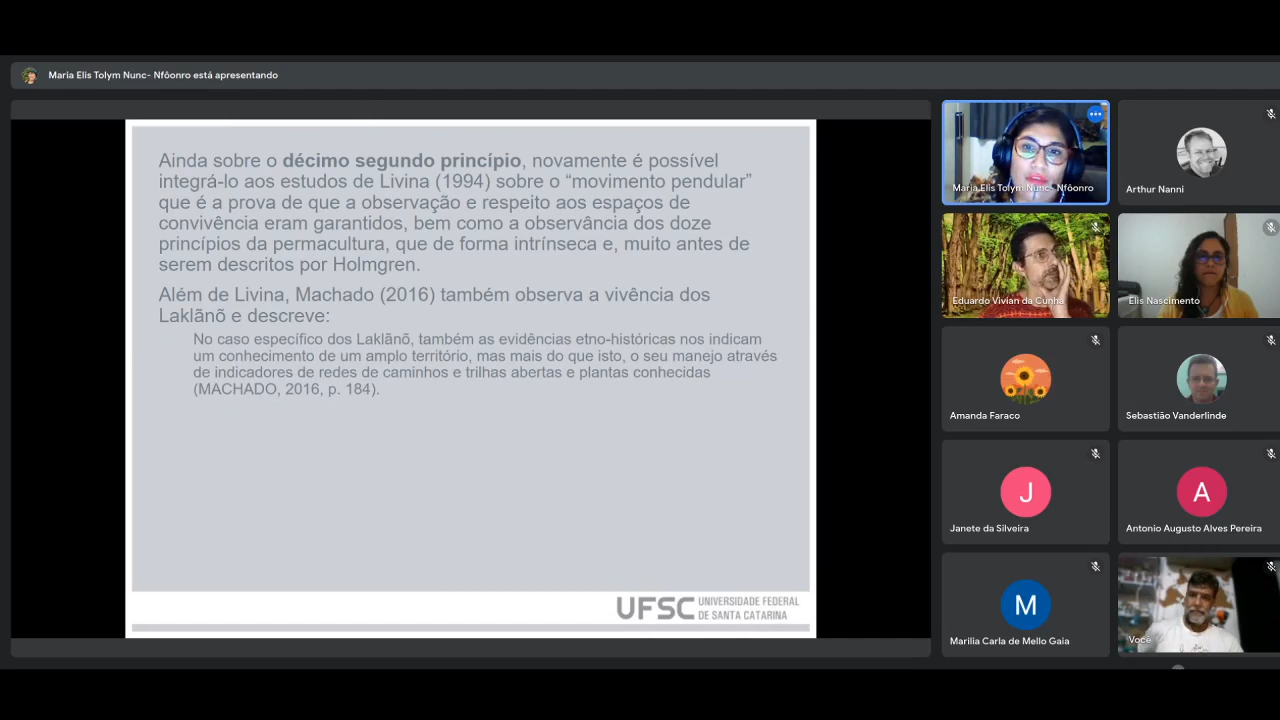 Maria Elis Tolym Nunc- Nfôonro está apresentando
Ainda sobre o décimo segundo princípio, novamente é possível
integrá-lo aos estudos de Livina (1994) sobre o “movimento pendular”
que é a prova de que a observação e respeito aos espaços de
convivência eram garantidos, bem como a observância dos doze
princípios da permacultura, que de forma intrínseca e, muito antes de
serem descritos por Holmgren.
Além de Livina, Machado (2016) também observa a vivência dos
Laklãnõ e descreve:
No caso específico dos Laklãnõ, também as evidências etno-históricas nos indicam
um conhecimento de um amplo território, mas mais do que isto, o seu manejo através
de indicadores de redes de caminhos e trilhas abertas e plantas conhecidas
(MACHADO, 2016, p. 184).
UFSC UNIVERSIDADE FEDERAL
DE SANTA CATARINA
Maria Elis Tolym Nunc- Nfôonro
Arthur Nanni
Eduardo Vivian da Cunha
Elis Nascimento
Amanda Faraco
Sebastião Vanderlinde
J
Janete da Silveira
A
Antonio Augusto Alves Pereira
M
Marilia Carla de Mello Gaia
Você